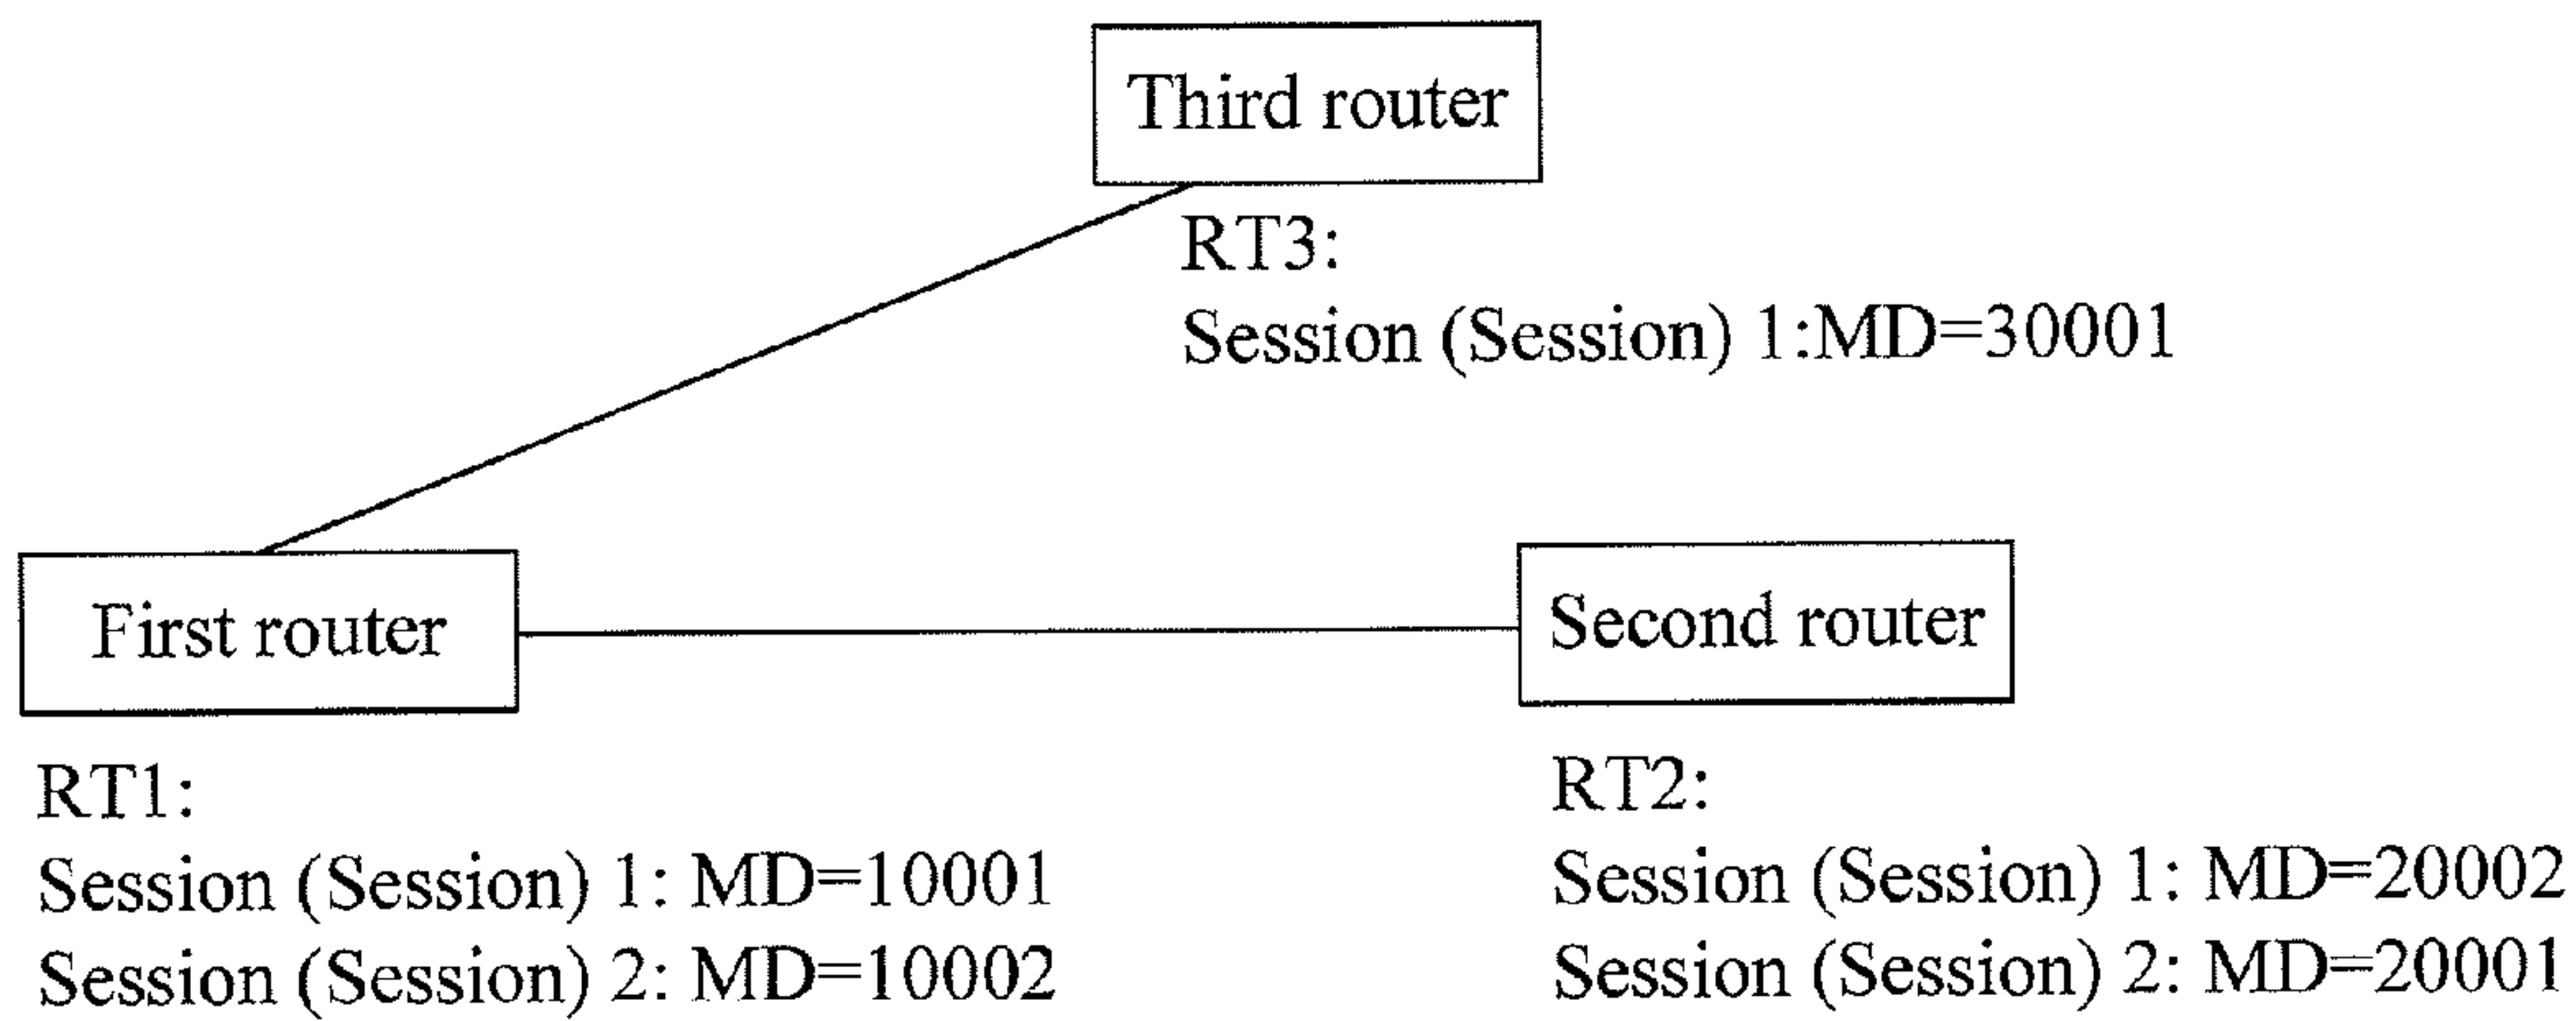 Third router
RT3:
Session (Session) 1:MD=30001
First router
Second router
RT1:
Session (Session) 1: MD=10001
Session (Session) 2: MD=10002
RT2:
Session (Session) 1: MD=20002
Session (Session) 2: MD=20001